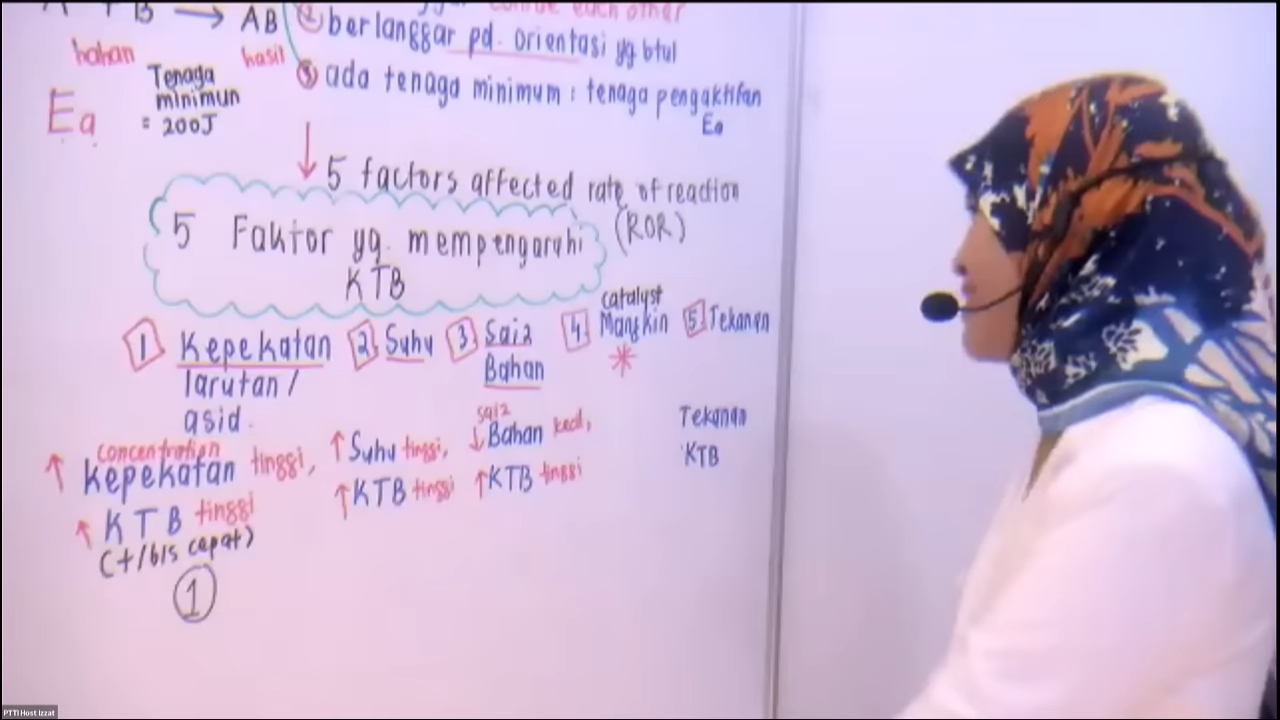 B → AB
② berlanggar pd. orientasi yg btul
bahan
hasil
③ ada tenaga minimum : tenaga pengaktifan
Ea
Ea
Tenaga
minimun
= 200J
5 factors affected rate of reaction
(ROR)
5 Faktor yg. mempengaruhi
KTB
1 Kepekatan
larutan /
asid.
2 Suhu
3 Saiz
Bahan
catalyst
4 Mangkin
*
5 Tekanan
concentration
↑ kepekatan tinggi,
↑ KTB tinggi
(t/b/s cepat)
1
↑ Suhu tinggi,
↑ KTB tinggi
saiz
↓ Bahan kecil,
↑ KTB tinggi
Tekanan
KTB
PTTI Host Izzat